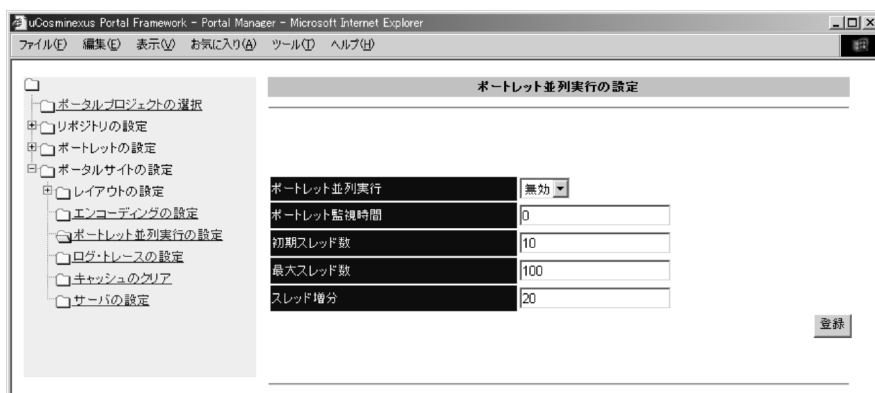 uCosminexus Portal Framework - Portal Manager - Microsoft Internet Explorer
ファイル(F) 編集(E) 表示(V) お気に入り(A) ツール(T) ヘルプ(H)
ポータルプロジェクトの選択
リポジトリの設定
ポートレットの設定
ポータルサイトの設定
レイアウトの設定
エンコーディングの設定
ポートレット並列実行の設定
ログ・トレースの設定
キャッシュのクリア
サーバの設定
ポートレット並列実行の設定
ポートレット並列実行 無効
ポートレット監視時間 0
初期スレッド数 10
最大スレッド数 100
スレッド増分 20
登録